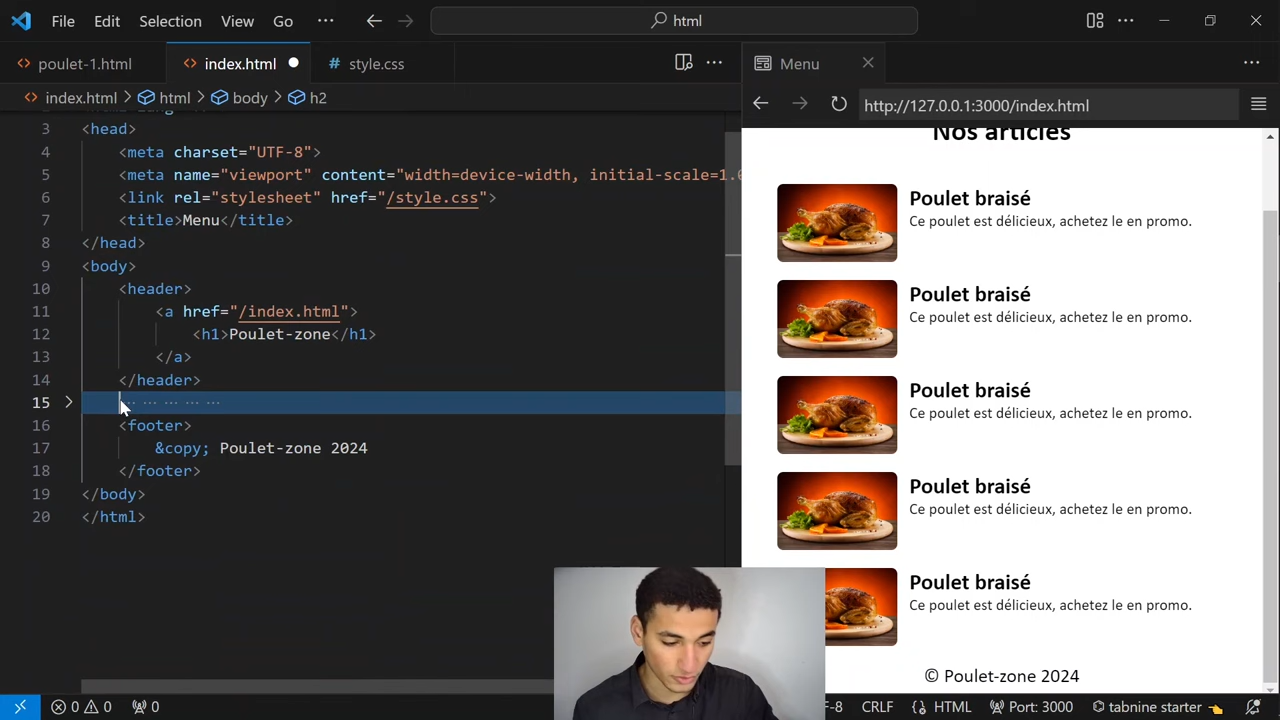 File Edit Selection View Go ··· html
poulet-1.html index.html style.css ··· Menu ···
index.html > html > body > h2
http://127.0.0.1:3000/index.html
3 <head>
4 <meta charset="UTF-8">
5 <meta name="viewport" content="width=device-width, initial-scale=1.0
6 <link rel="stylesheet" href="/style.css">
7 <title>Menu</title>
8 </head>
9 <body>
10 <header>
11 <a href="/index.html">
12 <h1>Poulet-zone</h1>
13 </a>
14 </header>
15 ··· ··· ··· ··· ···
16 <footer>
17 &copy; Poulet-zone 2024
18 </footer>
19 </body>
20 </html>
Nos articles
Poulet braisé
Ce poulet est délicieux, achetez le en promo.
Poulet braisé
Ce poulet est délicieux, achetez le en promo.
Poulet braisé
Ce poulet est délicieux, achetez le en promo.
Poulet braisé
Ce poulet est délicieux, achetez le en promo.
Poulet braisé
Ce poulet est délicieux, achetez le en promo.
© Poulet-zone 2024
0 0 0 CRLF {} HTML Port: 3000 tabnine starter